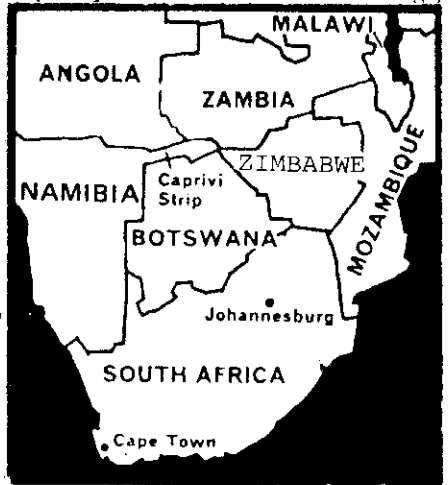 MALAWI
ANGOLA
ZAMBIA
ZIMBABWE
MOZAMBIQUE
NAMIBIA
Caprivi
Strip
BOTSWANA
Johannesburg
SOUTH AFRICA
Cape Town